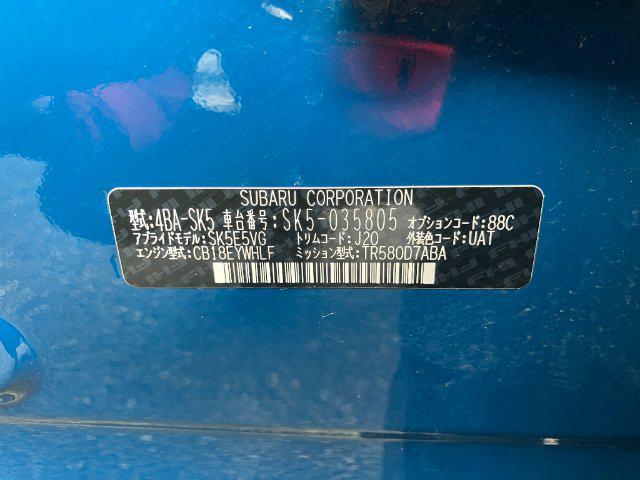 SUBARU CORPORATION
型式:4BA-SK5 車台番号:SK5-035805 オプションコード:88C
アプライドモデル:SK5E5VG トリムコード:J20 外装色コード:UAT
エンジン型式:CB18EYWHLF ミッション型式:TR580D7ABA